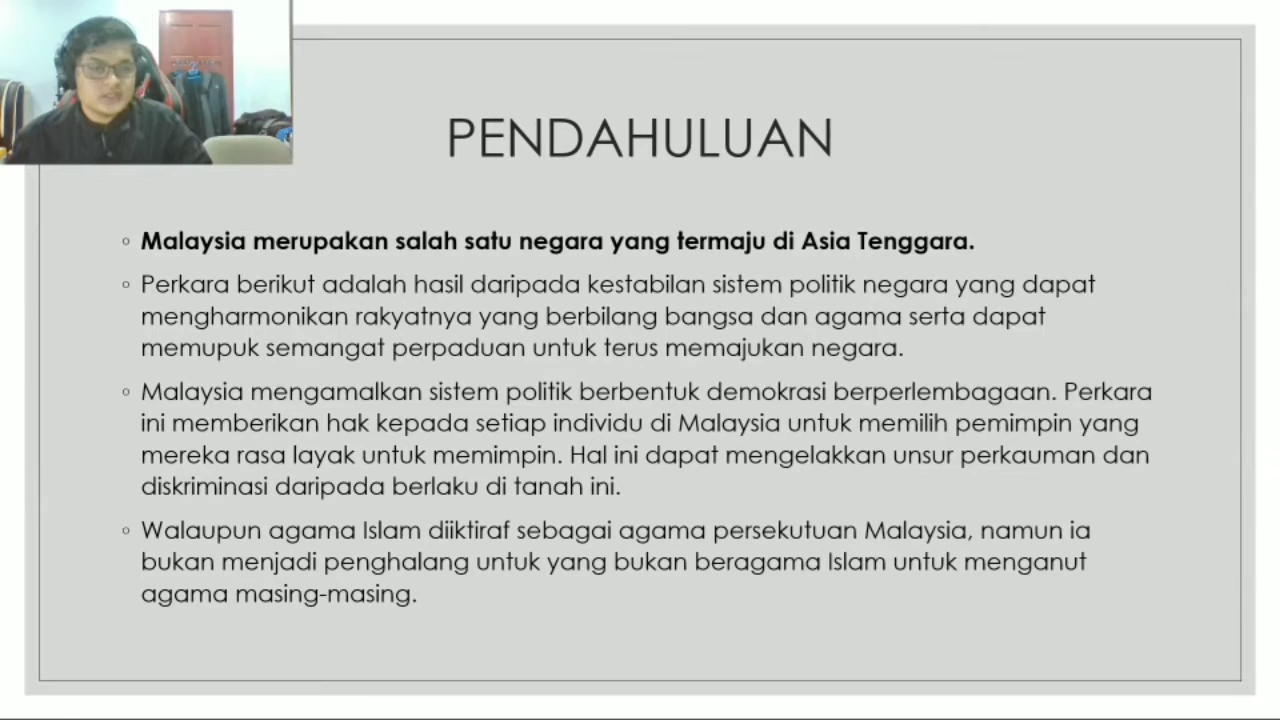 PENDAHULUAN
Malaysia merupakan salah satu negara yang termaju di Asia Tenggara.
Perkara berikut adalah hasil daripada kestabilan sistem politik negara yang dapat
mengharmonikan rakyatnya yang berbilang bangsa dan agama serta dapat
memupuk semangat perpaduan untuk terus memajukan negara.
Malaysia mengamalkan sistem politik berbentuk demokrasi berperlembagaan. Perkara
ini memberikan hak kepada setiap individu di Malaysia untuk memilih pemimpin yang
mereka rasa layak untuk memimpin. Hal ini dapat mengelakkan unsur perkauman dan
diskriminasi daripada berlaku di tanah ini.
Walaupun agama Islam diiktiraf sebagai agama persekutuan Malaysia, namun ia
bukan menjadi penghalang untuk yang bukan beragama Islam untuk menganut
agama masing-masing.